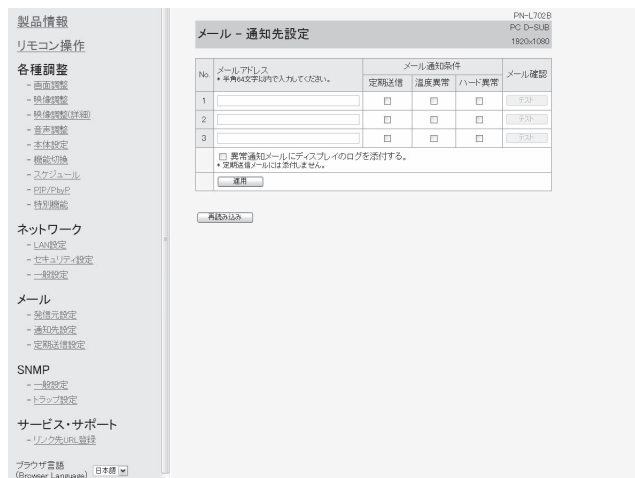 製品情報
リモコン操作
各種調整
- 画面調整
- 映像調整
- 映像調整(詳細)
- 音声調整
- 本体設定
- 機能切換
- スケジュール
- PIP/PbyP
- 特別機能
ネットワーク
- LAN設定
- セキュリティ設定
- 一般設定
メール
- 発信元設定
- 通知先設定
- 定期送信設定
SNMP
- 一般設定
- トラップ設定
サービス・サポート
- リンク先URL登録
ブラウザ言語
(Browser Language) 日本語
PN-L702B
メール - 通知先設定 PC D-SUB
1920x1080
No. メールアドレス
* 半角64文字以内で入力してください。
メール通知条件
定期送信 温度異常 ハード異常
メール確認
1 テスト
2 テスト
3 テスト
異常通知メールにディスプレイのログを添付する。
* 定期送信メールには添付しません。
適用
再読み込み